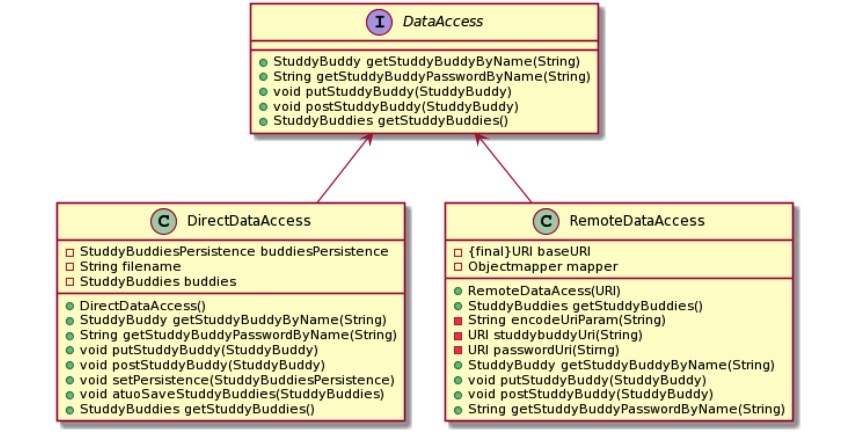 I DataAccess
StuddyBuddy getStuddyBuddyByName(String)
String getStuddyBuddyPasswordByName(String)
void putStuddyBuddy(StuddyBuddy)
void postStuddyBuddy(StuddyBuddy)
StuddyBuddies getStuddyBuddies()
C DirectDataAccess
StuddyBuddiesPersistence buddiesPersistence
String filename
StuddyBuddies buddies
DirectDataAccess()
StuddyBuddy getStuddyBuddyByName(String)
String getStuddyBuddyPasswordByName(String)
void putStuddyBuddy(StuddyBuddy)
void postStuddyBuddy(StuddyBuddy)
void setPersistence(StuddyBuddiesPersistence)
void atuoSaveStuddyBuddies(StuddyBuddies)
StuddyBuddies getStuddyBuddies()
C RemoteDataAccess
{final}URI baseURI
Objectmapper mapper
RemoteDataAcess(URI)
StuddyBuddies getStuddyBuddies()
String encodeUriParam(String)
URI studdybuddyUri(String)
URI passwordUri(Stirng)
StuddyBuddy getStuddyBuddyByName(String)
void putStuddyBuddy(StuddyBuddy)
void postStuddyBuddy(StuddyBuddy)
String getStuddyBuddyPasswordByName(String)